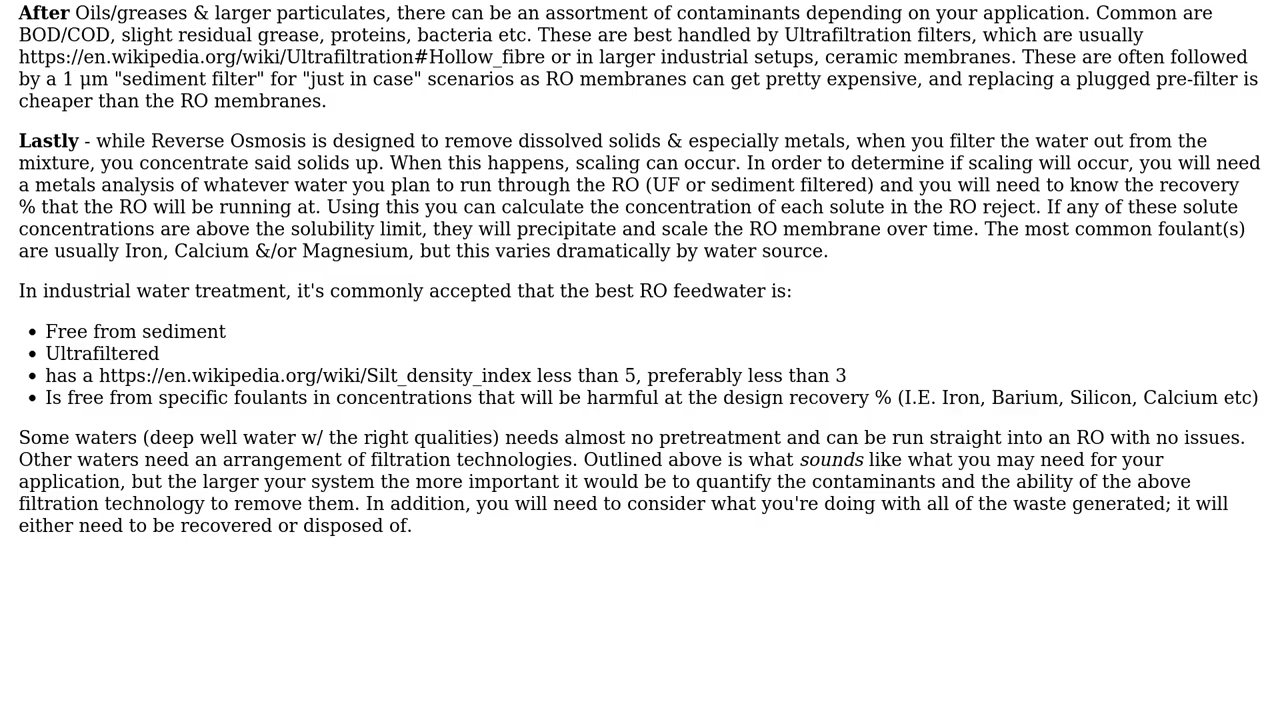 After Oils/greases & larger particulates, there can be an assortment of contaminants depending on your application. Common are
BOD/COD, slight residual grease, proteins, bacteria etc. These are best handled by Ultrafiltration filters, which are usually
https://en.wikipedia.org/wiki/Ultrafiltration#Hollow_fibre or in larger industrial setups, ceramic membranes. These are often followed
by a 1 μm "sediment filter" for "just in case" scenarios as RO membranes can get pretty expensive, and replacing a plugged pre-filter is
cheaper than the RO membranes.
Lastly - while Reverse Osmosis is designed to remove dissolved solids & especially metals, when you filter the water out from the
mixture, you concentrate said solids up. When this happens, scaling can occur. In order to determine if scaling will occur, you will need
a metals analysis of whatever water you plan to run through the RO (UF or sediment filtered) and you will need to know the recovery
% that the RO will be running at. Using this you can calculate the concentration of each solute in the RO reject. If any of these solute
concentrations are above the solubility limit, they will precipitate and scale the RO membrane over time. The most common foulant(s)
are usually Iron, Calcium &/or Magnesium, but this varies dramatically by water source.
In industrial water treatment, it's commonly accepted that the best RO feedwater is:
• Free from sediment
• Ultrafiltered
• has a https://en.wikipedia.org/wiki/Silt_density_index less than 5, preferably less than 3
• Is free from specific foulants in concentrations that will be harmful at the design recovery % (I.E. Iron, Barium, Silicon, Calcium etc)
Some waters (deep well water w/ the right qualities) needs almost no pretreatment and can be run straight into an RO with no issues.
Other waters need an arrangement of filtration technologies. Outlined above is what sounds like what you may need for your
application, but the larger your system the more important it would be to quantify the contaminants and the ability of the above
filtration technology to remove them. In addition, you will need to consider what you're doing with all of the waste generated; it will
either need to be recovered or disposed of.